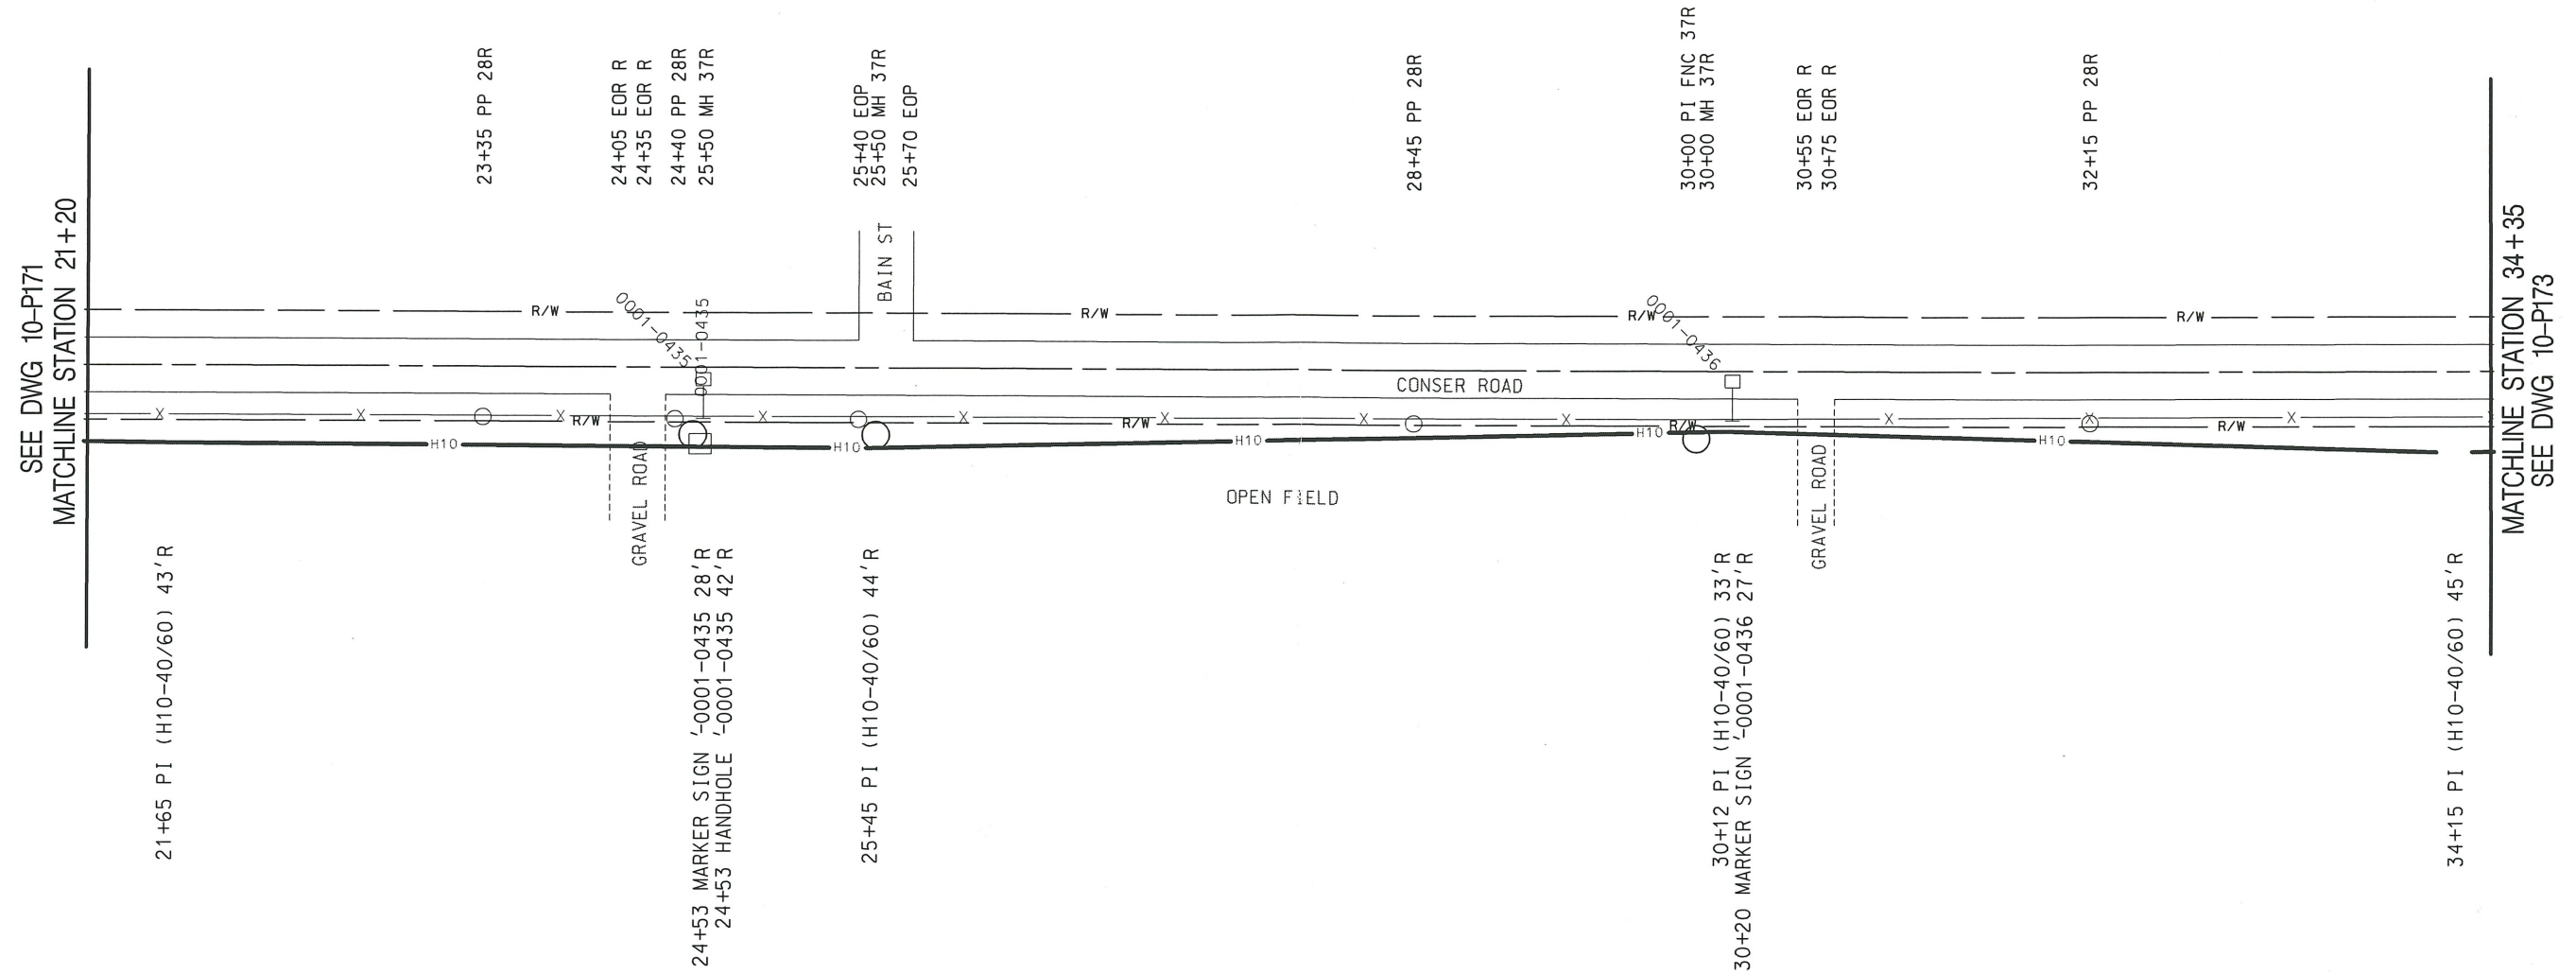 23+35 PP 28R
24+05 EOR R
24+35 EOR R
24+40 PP 28R
25+50 MH 37R
25+40 EOP
25+50 MH 37R
25+70 EOP
28+45 PP 28R
30+00 PI FNC 37R
30+00 MH 37R
30+55 EOR R
30+75 EOR R
32+15 PP 28R
SEE DWG 10-P171
MATCHLINE STATION 21+20
BAIN ST
R/W
R/W
R/W
R/W
0001-0435
0001-0435
0001-0436
CONSER ROAD
X
X
X
X
X
X
X
X
X
X
X
R/W
R/W
R/W
R/W
H10
H10
H10
H10
H10
GRAVEL ROAD
OPEN FIELD
GRAVEL ROAD
MATCHLINE STATION 34+35
SEE DWG 10-P173
21+65 PI (H10-40/60) 43'R
24+53 MARKER SIGN '-0001-0435 28'R
24+53 HANDHOLE '-0001-0435 42'R
25+45 PI (H10-40/60) 44'R
30+12 PI (H10-40/60) 33'R
30+20 MARKER SIGN '-0001-0436 27'R
34+15 PI (H10-40/60) 45'R